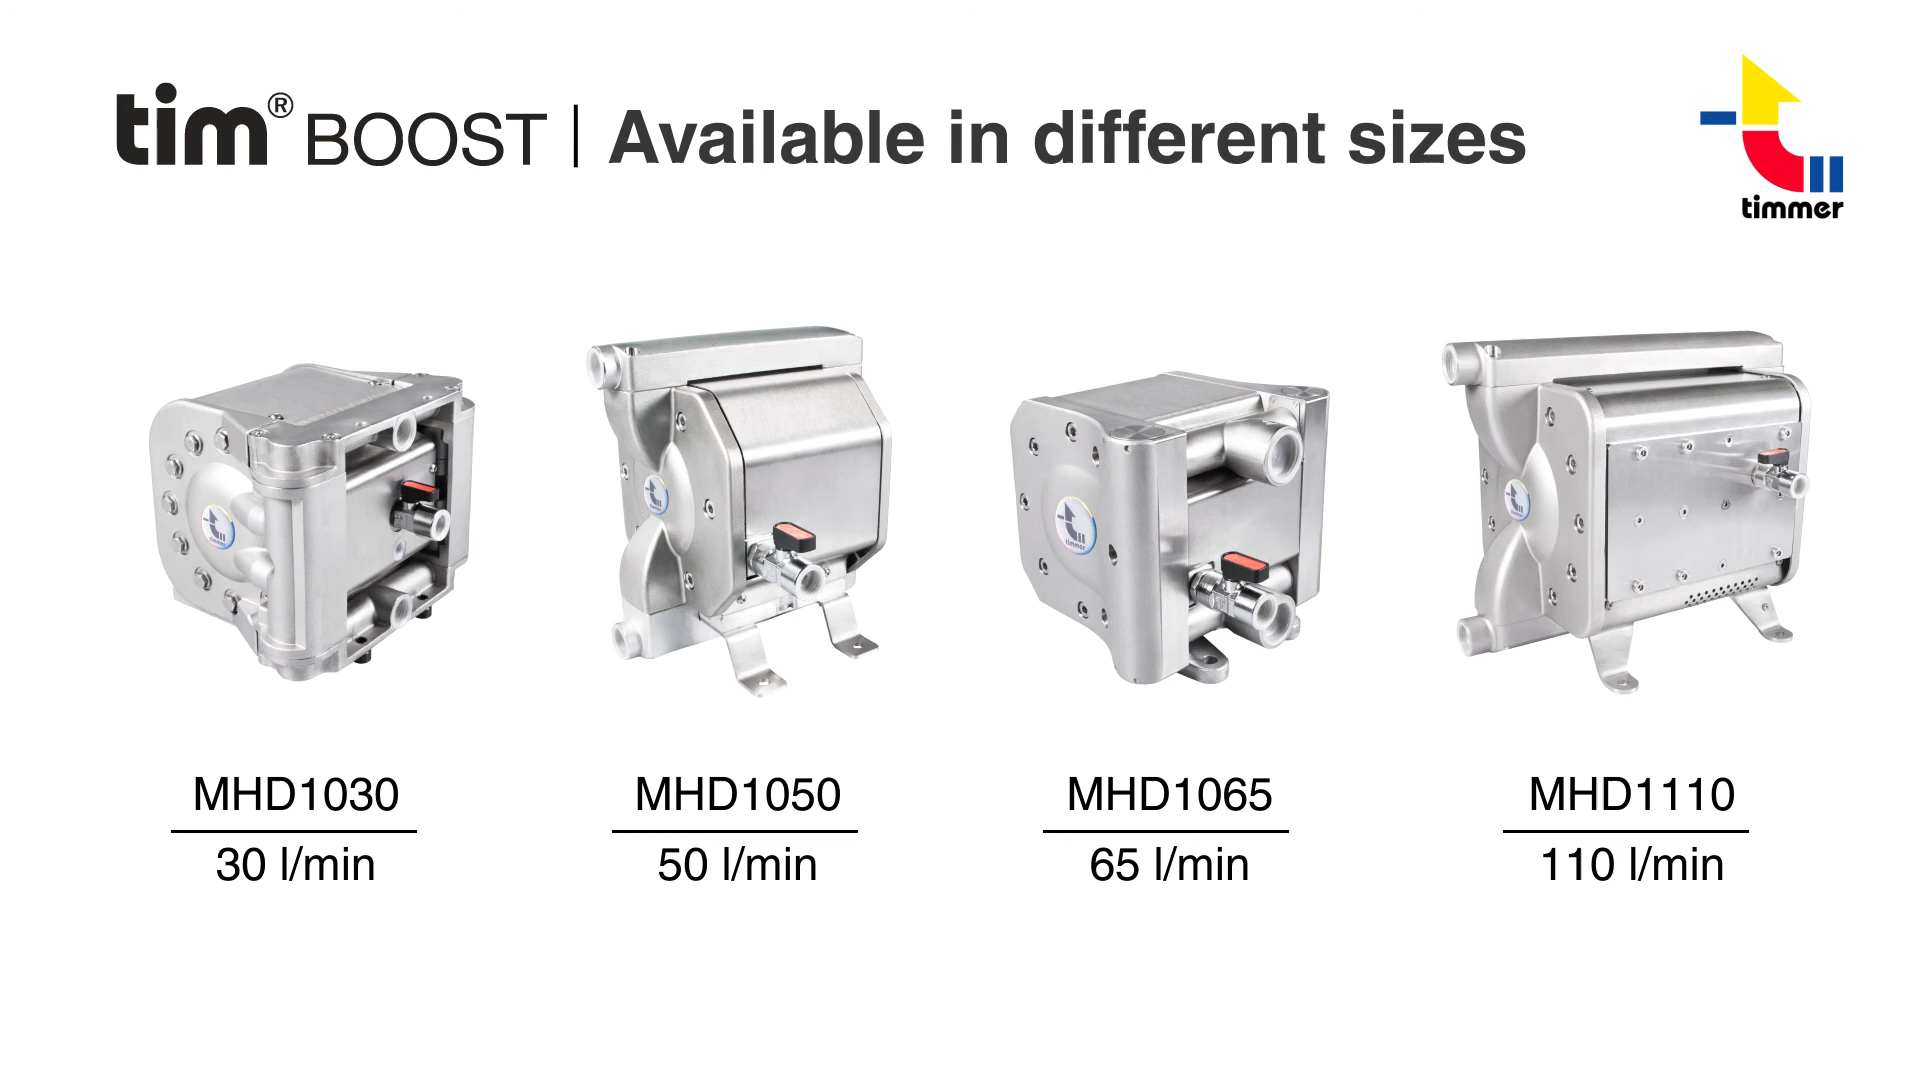 tim® BOOST | Available in different sizes
timmer
MHD1030
30 l/min
MHD1050
50 l/min
MHD1065
65 l/min
MHD1110
110 l/min